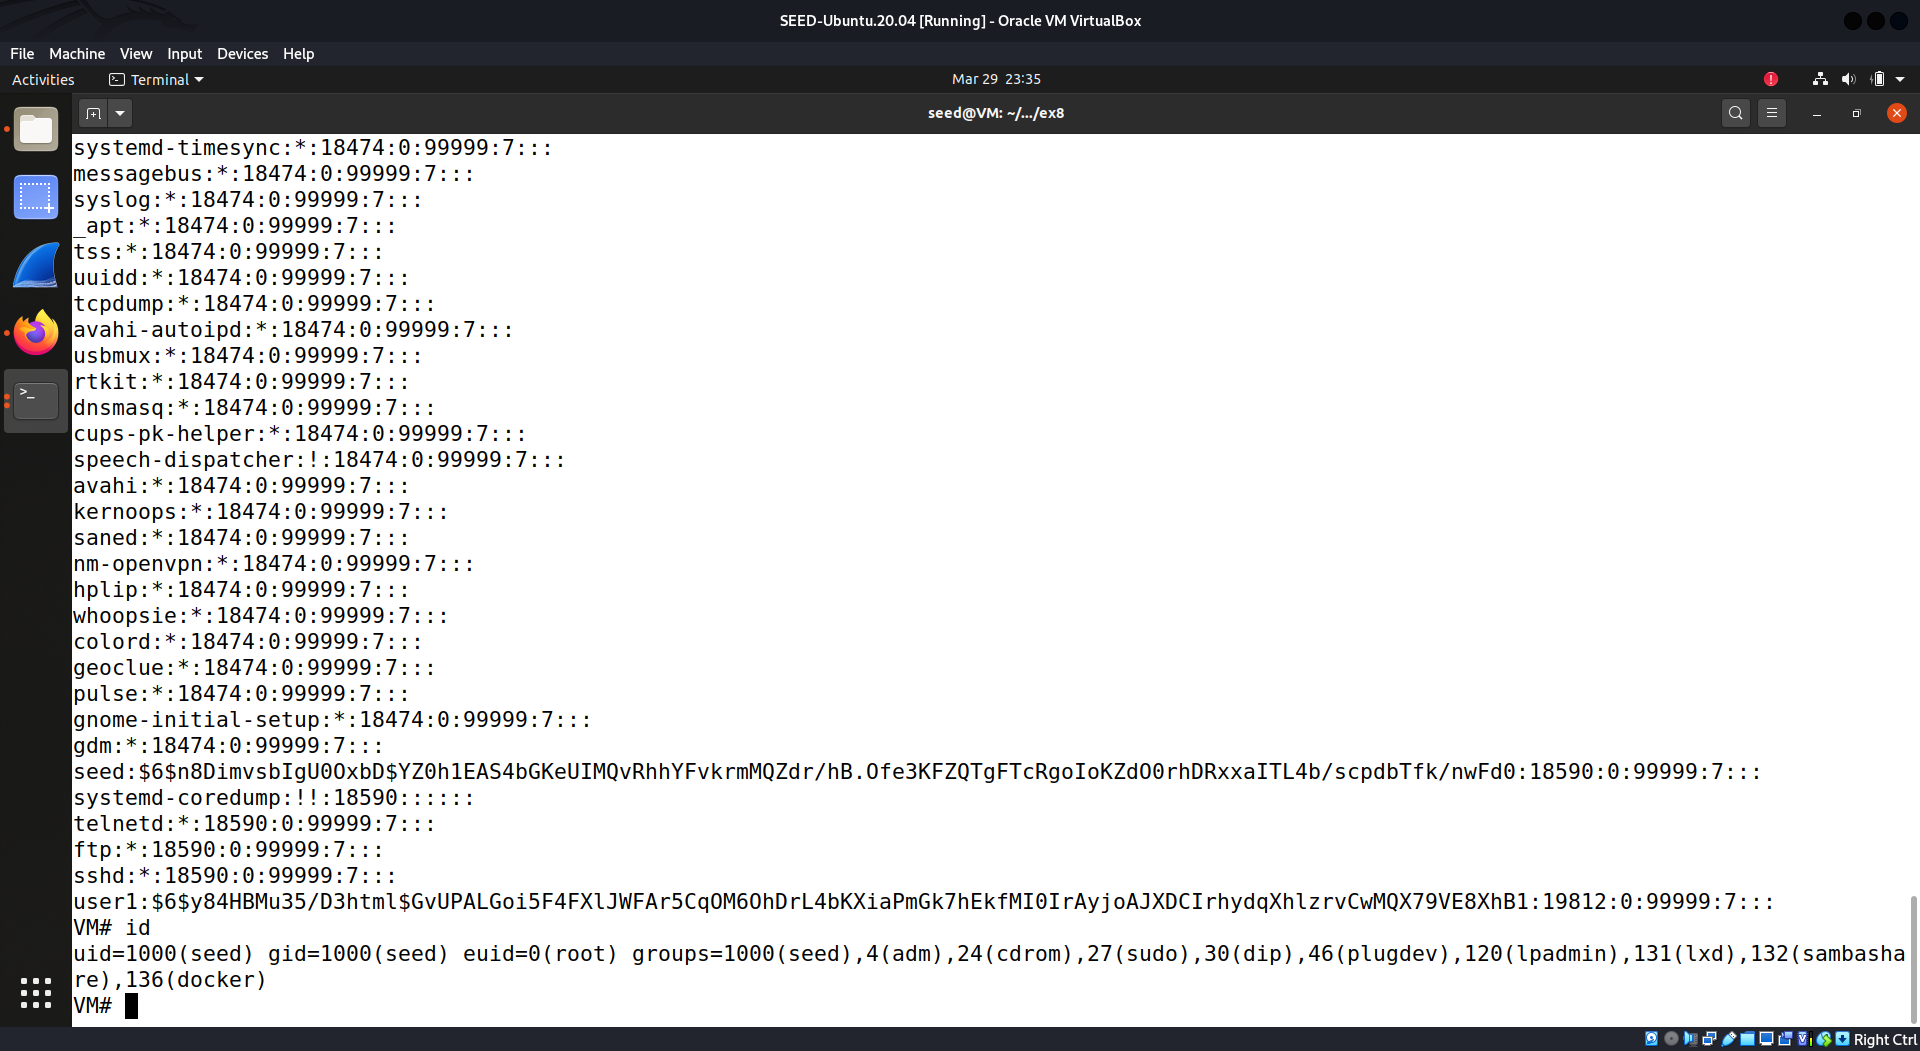 SEED-Ubuntu.20.04 [Running] - Oracle VM VirtualBox
File Machine View Input Devices Help
Activities Terminal Mar 29 23:35
seed@VM: ~/.../ex8
systemd-timesync:*:18474:0:99999:7:::
messagebus:*:18474:0:99999:7:::
syslog:*:18474:0:99999:7:::
_apt:*:18474:0:99999:7:::
tss:*:18474:0:99999:7:::
uuidd:*:18474:0:99999:7:::
tcpdump:*:18474:0:99999:7:::
avahi-autoipd:*:18474:0:99999:7:::
usbmux:*:18474:0:99999:7:::
rtkit:*:18474:0:99999:7:::
dnsmasq:*:18474:0:99999:7:::
cups-pk-helper:*:18474:0:99999:7:::
speech-dispatcher:!:18474:0:99999:7:::
avahi:*:18474:0:99999:7:::
kernoops:*:18474:0:99999:7:::
saned:*:18474:0:99999:7:::
nm-openvpn:*:18474:0:99999:7:::
hplip:*:18474:0:99999:7:::
whoopsie:*:18474:0:99999:7:::
colord:*:18474:0:99999:7:::
geoclue:*:18474:0:99999:7:::
pulse:*:18474:0:99999:7:::
gnome-initial-setup:*:18474:0:99999:7:::
gdm:*:18474:0:99999:7:::
seed:$6$n8DimvsbIgU0OxbD$YZ0h1EAS4bGKeUIMQvRhhYFvkrmMQZdr/hB.Ofe3KFZQTgFTcRgoIoKZdO0rhDRxxaITL4b/scpdbTfk/nwFd0:18590:0:99999:7:::
systemd-coredump:!!:18590::::::
telnetd:*:18590:0:99999:7:::
ftp:*:18590:0:99999:7:::
sshd:*:18590:0:99999:7:::
user1:$6$y84HBMu35/D3html$GvUPALGoi5F4FXlJWFAr5CqOM6OhDrL4bKXiaPmGk7hEkfMI0IrAyjoAJXDCIrhydqXhlzrvCwMQX79VE8XhB1:19812:0:99999:7:::
VM# id
uid=1000(seed) gid=1000(seed) euid=0(root) groups=1000(seed),4(adm),24(cdrom),27(sudo),30(dip),46(plugdev),120(lpadmin),131(lxd),132(sambasha
re),136(docker)
VM#
Right Ctrl